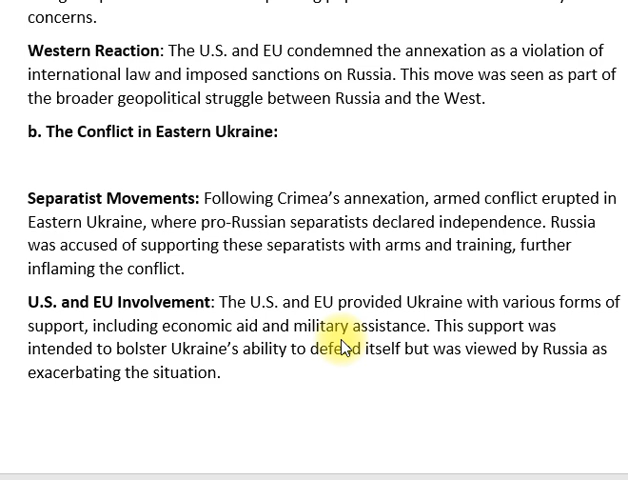 concerns.
Western Reaction: The U.S. and EU condemned the annexation as a violation of
international law and imposed sanctions on Russia. This move was seen as part of
the broader geopolitical struggle between Russia and the West.
b. The Conflict in Eastern Ukraine:
Separatist Movements: Following Crimea’s annexation, armed conflict erupted in
Eastern Ukraine, where pro-Russian separatists declared independence. Russia
was accused of supporting these separatists with arms and training, further
inflaming the conflict.
U.S. and EU Involvement: The U.S. and EU provided Ukraine with various forms of
support, including economic aid and military assistance. This support was
intended to bolster Ukraine’s ability to defend itself but was viewed by Russia as
exacerbating the situation.